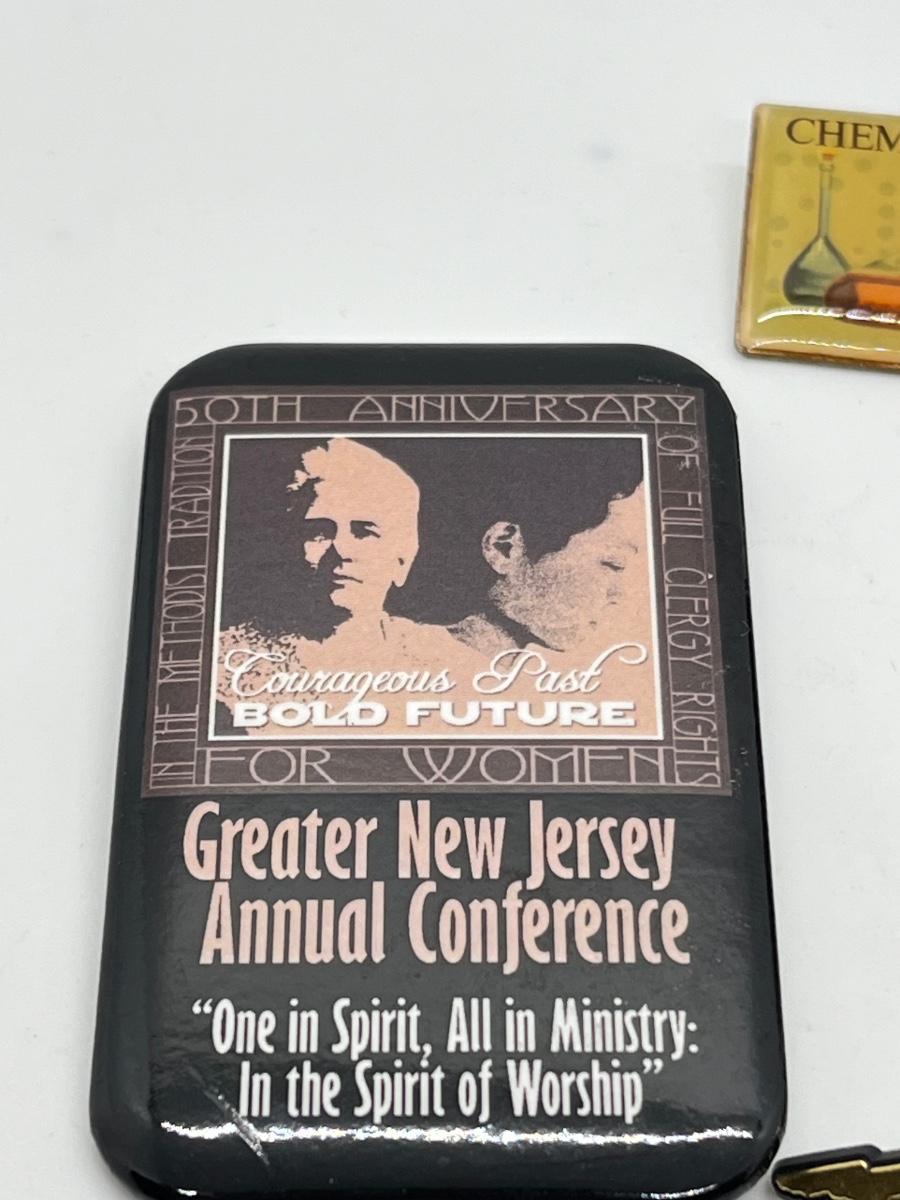 CHEM
50TH ANNIVERSARY
OF FULL CLERGY RIGHTS
FOR WOMEN
IN THE METHODIST TRADITION
Courageous Past
BOLD FUTURE
Greater New Jersey
Annual Conference
“One in Spirit, All in Ministry:
In the Spirit of Worship”